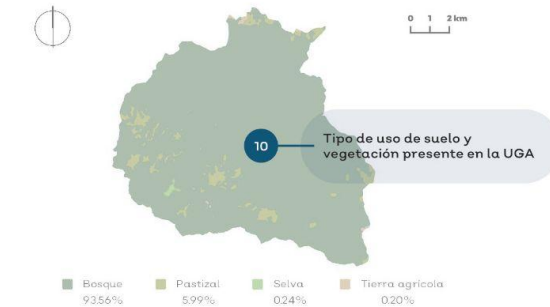 0 1 2 km
10
Tipo de uso de suelo y
vegetación presente en la UGA
Bosque Pastizal Selva Tierra agrícola
93.56% 5.99% 0.24% 0.20%